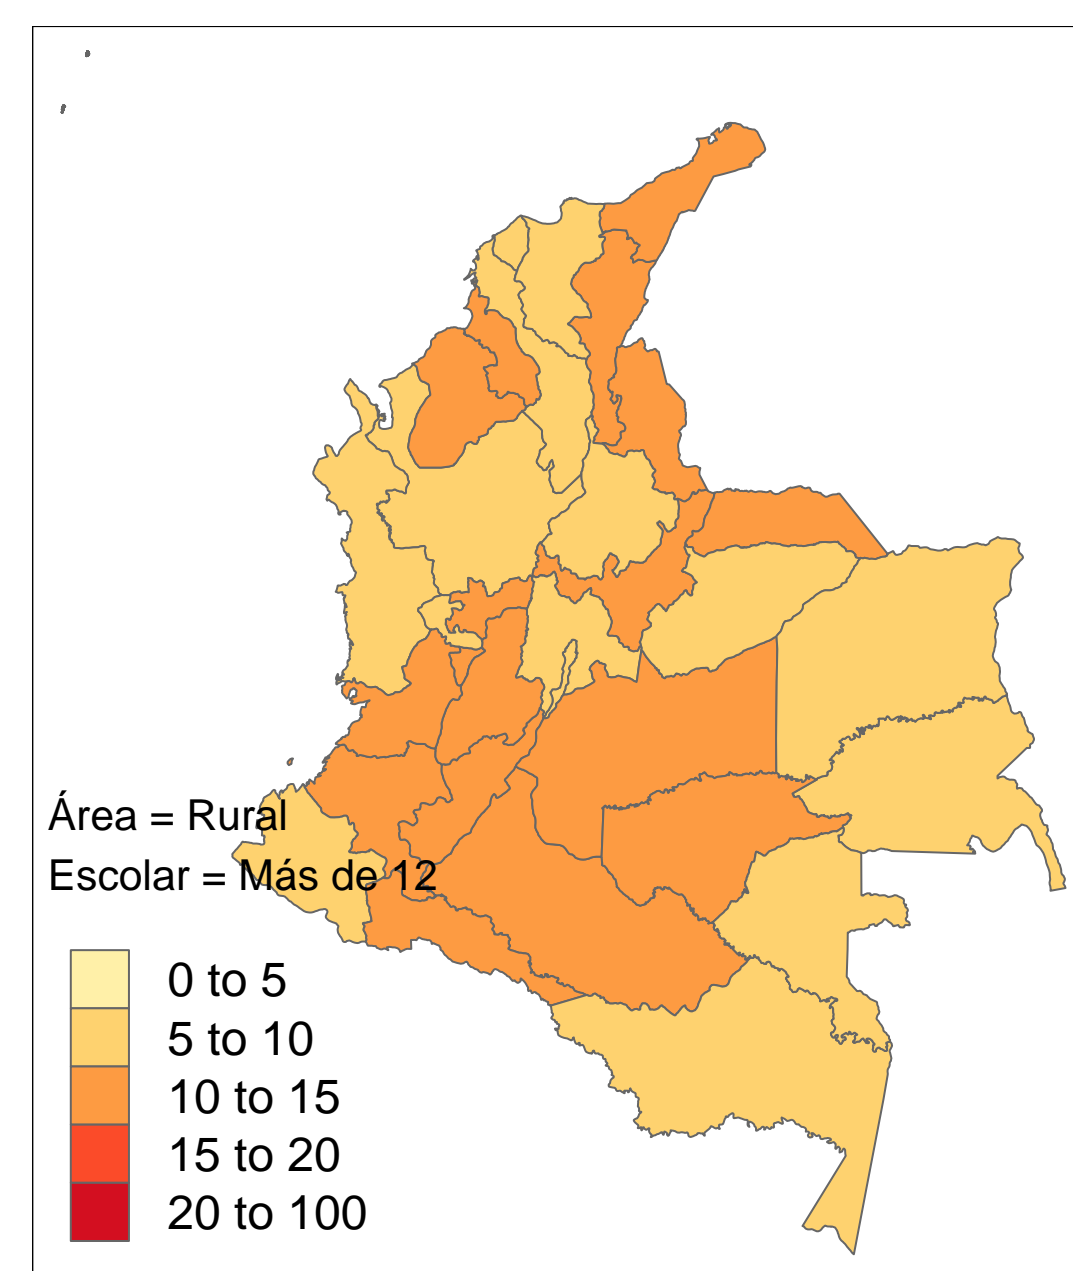 Área = Rural
Escolar = Más de 12
0 to 5
5 to 10
10 to 15
15 to 20
20 to 100